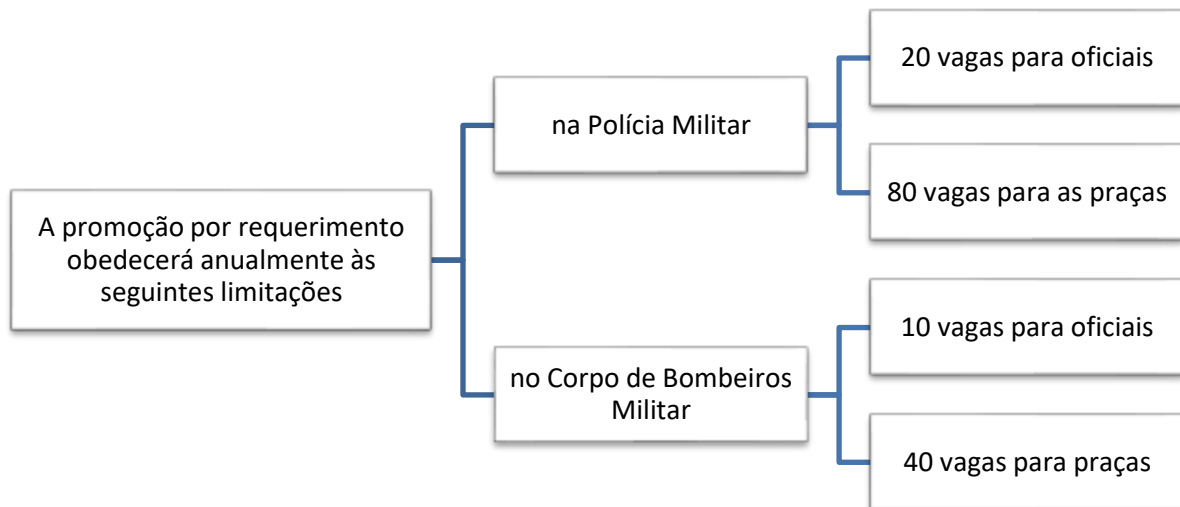 A promoção por requerimento
obedecerá anualmente às
seguintes limitações
na Polícia Militar
20 vagas para oficiais
80 vagas para as praças
no Corpo de Bombeiros
Militar
10 vagas para oficiais
40 vagas para praças